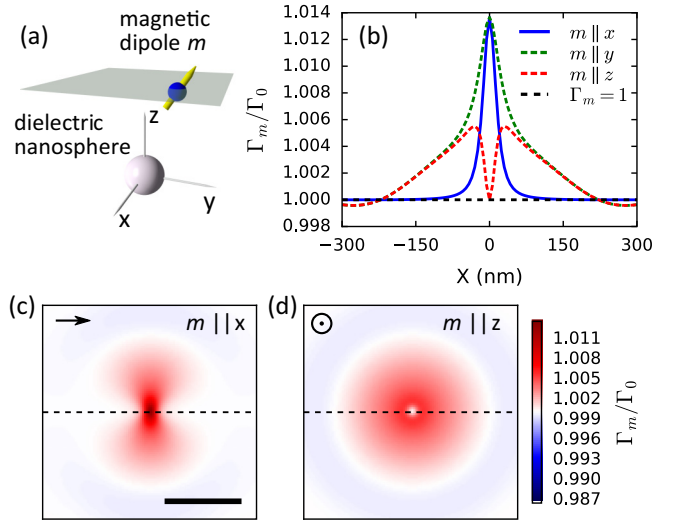 (a)
magnetic
dipole m
dielectric
nanosphere
z
x
y
(b)
Γm/Γ0
1.014
1.012
1.010
1.008
1.006
1.004
1.002
1.000
0.998
m ∥ x
m ∥ y
m ∥ z
Γm = 1
−300
−150
0
150
300
X (nm)
(c)
m ||x
(d)
m ||z
1.011
1.008
1.005
1.002
0.999
0.996
0.993
0.990
0.987
Γm/Γ0